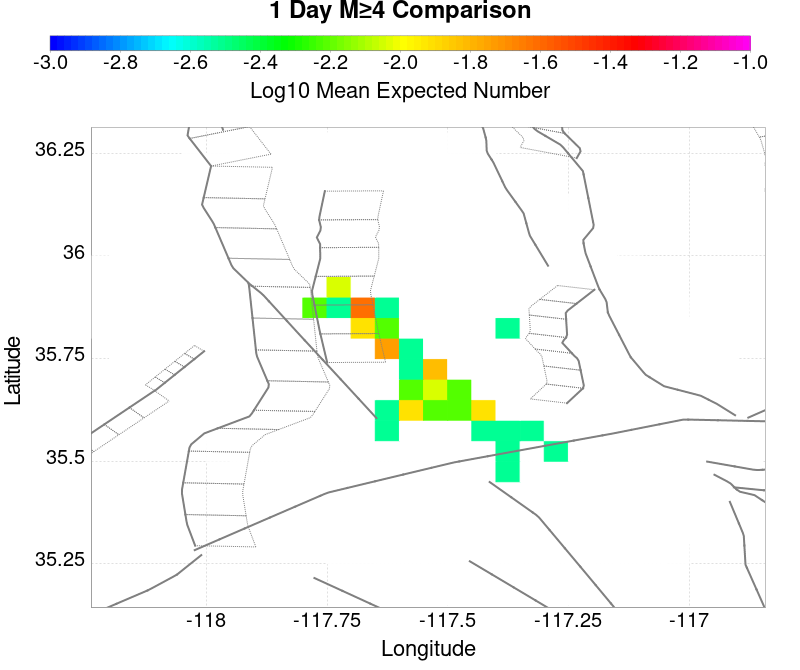 1 Day M≥4 Comparison
-3.0 -2.8 -2.6 -2.4 -2.2 -2.0 -1.8 -1.6 -1.4 -1.2 -1.0
Log10 Mean Expected Number
36.25
36
35.75
35.5
35.25
Latitude
-118 -117.75 -117.5 -117.25 -117
Longitude